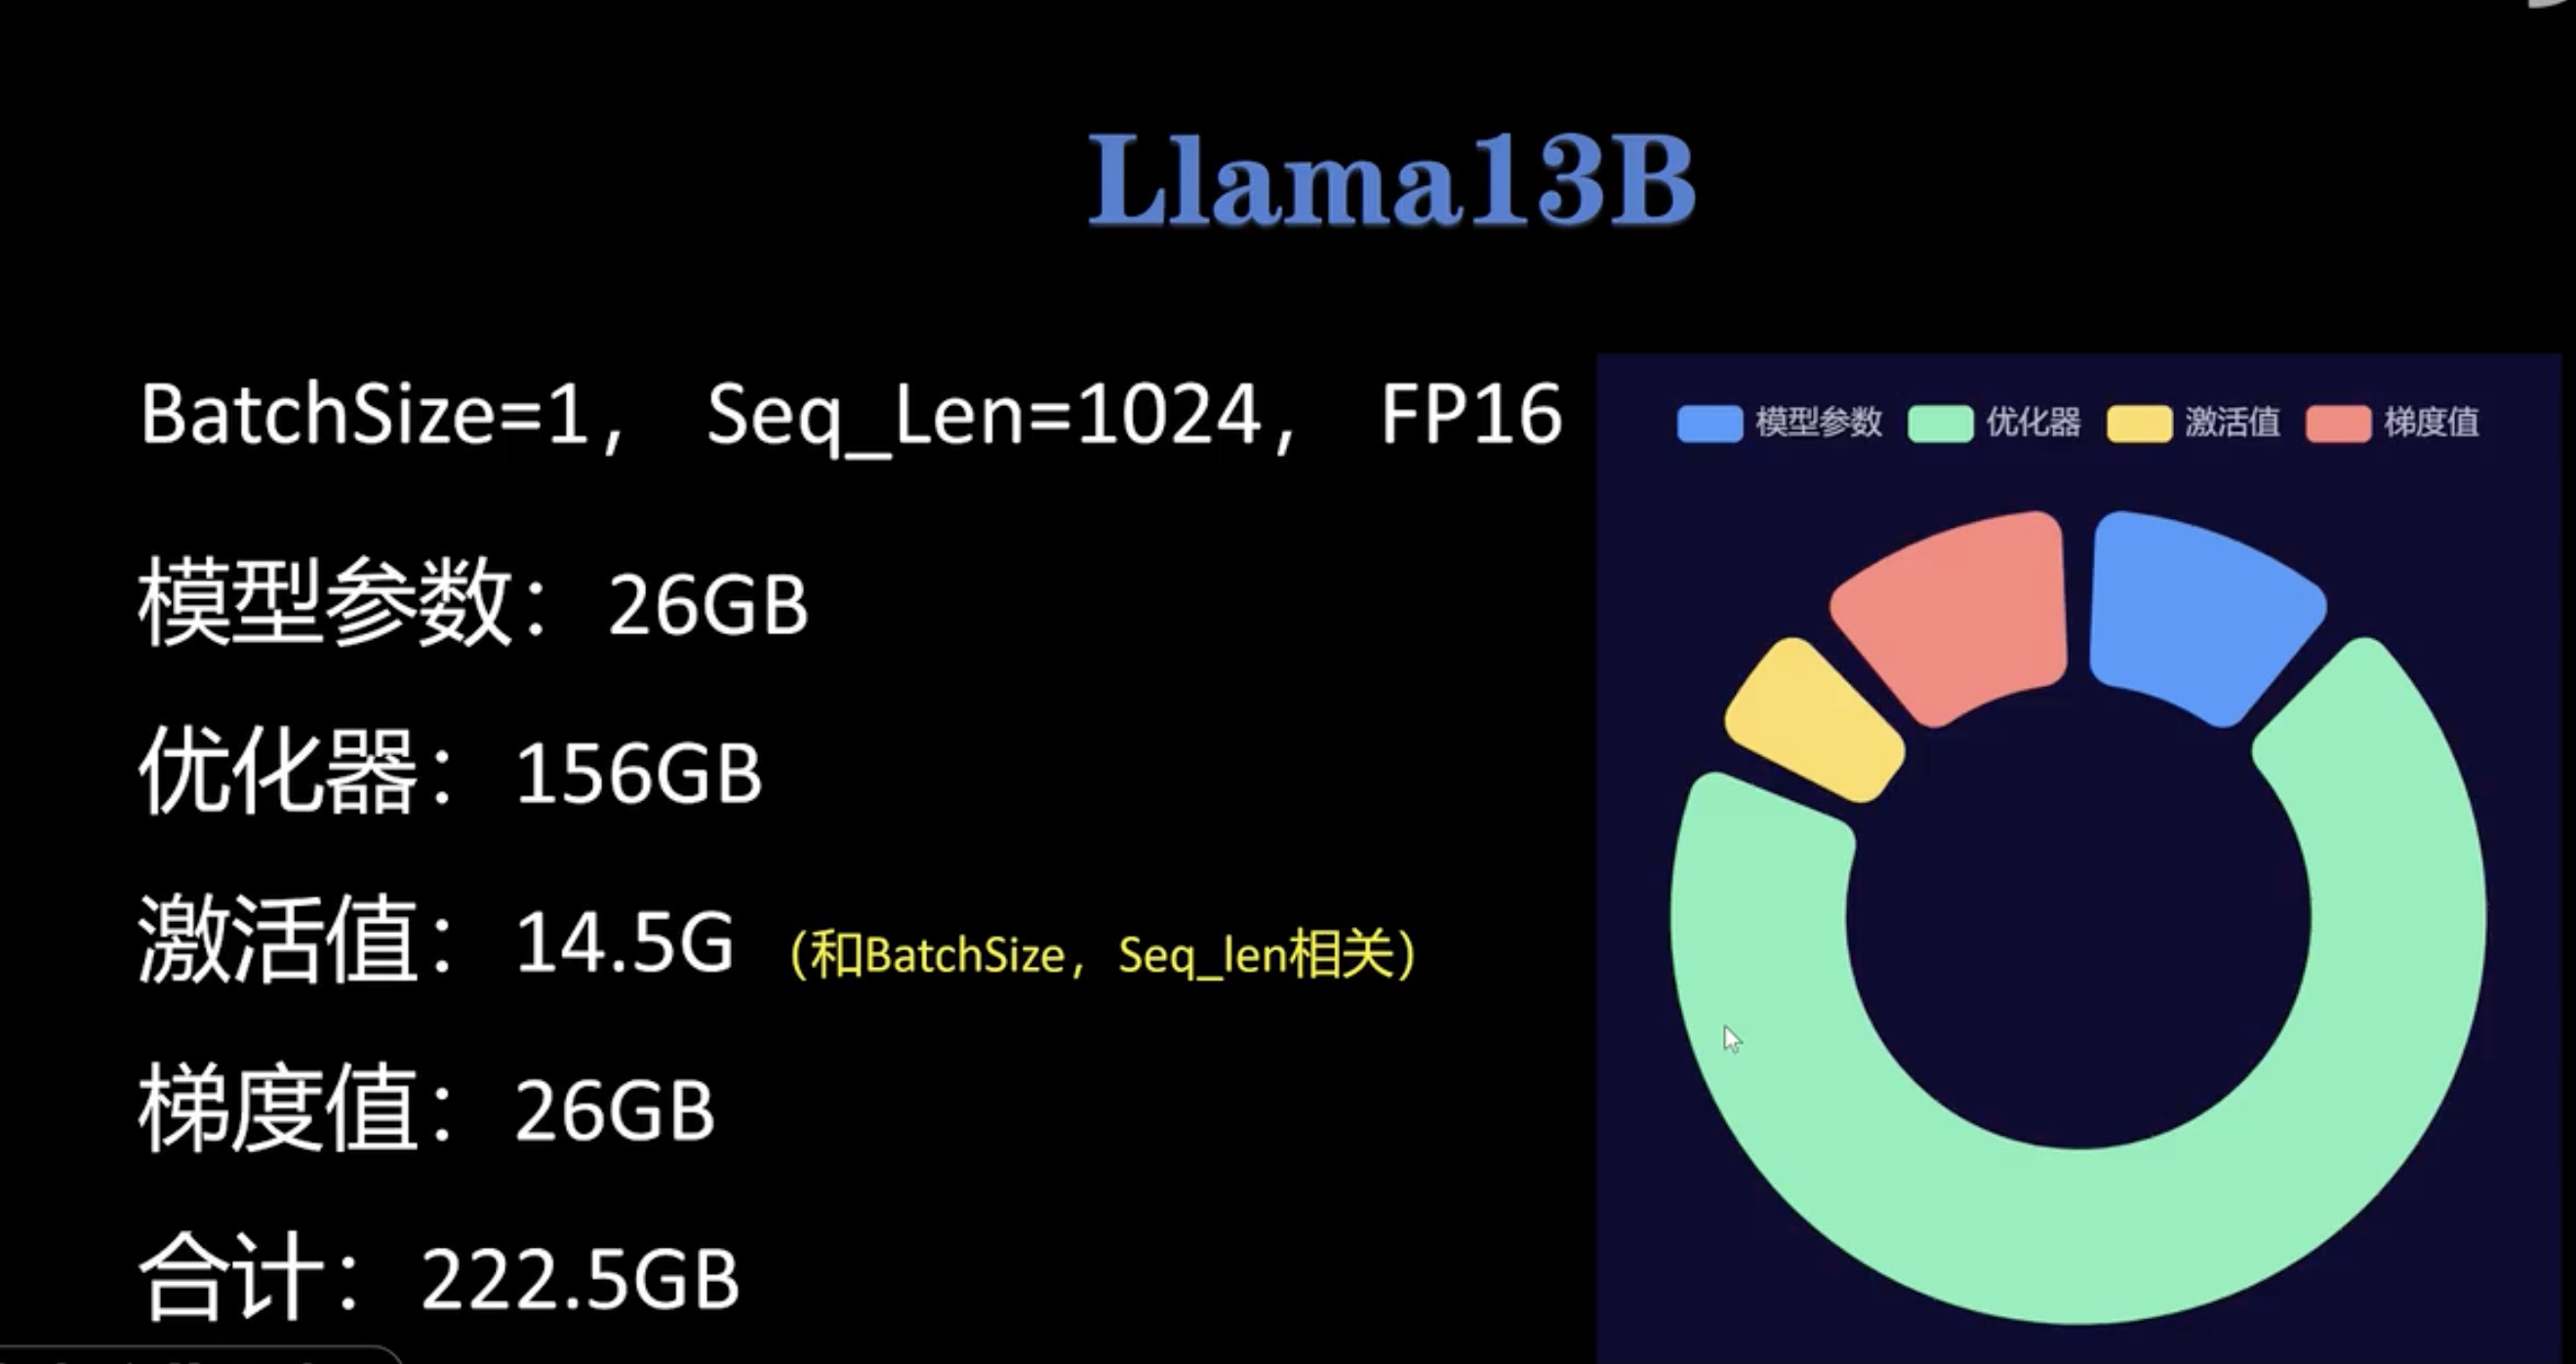 Llama13B
BatchSize=1， Seq_Len=1024， FP16
模型参数：26GB
优化器：156GB
激活值：14.5G （和BatchSize，Seq_len相关）
梯度值：26GB
合计：222.5GB
模型参数 优化器 激活值 梯度值